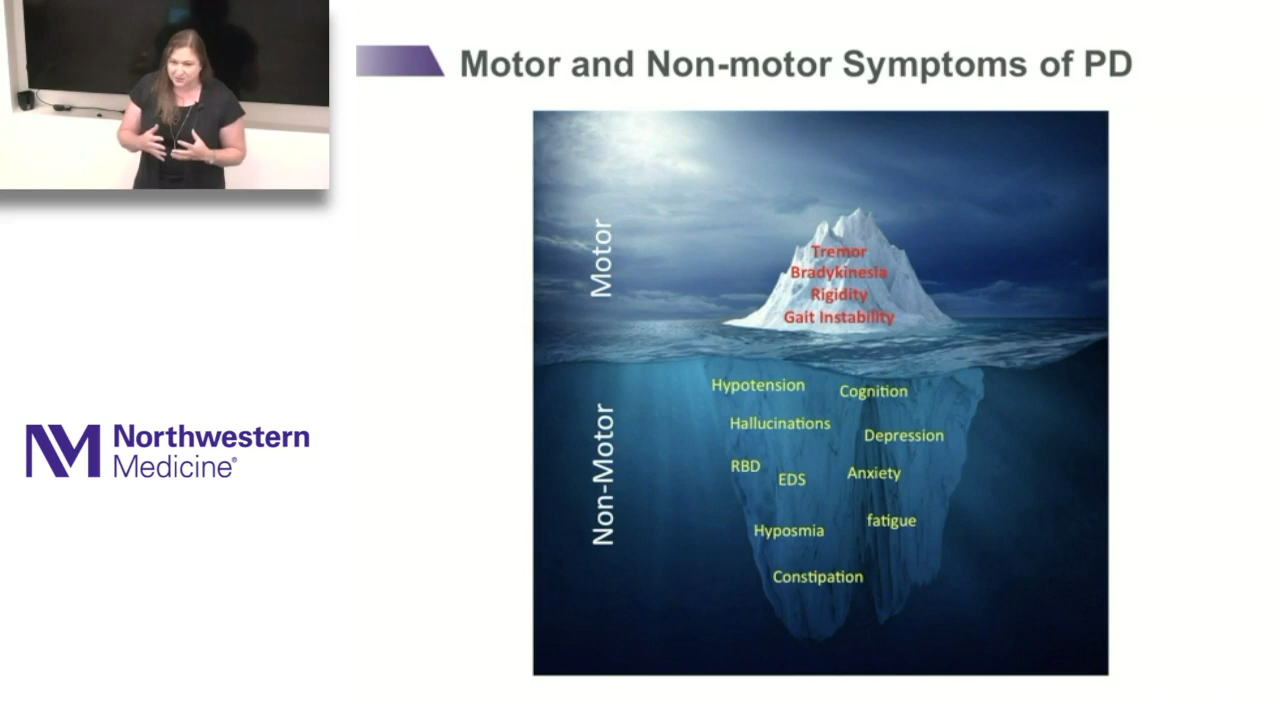 Motor and Non-motor Symptoms of PD
Motor
Tremor
Bradykinesia
Rigidity
Gait Instability
Non-Motor
Hypotension
Cognition
Hallucinations
Depression
RBD
EDS
Anxiety
Hyposmia
fatigue
Constipation
NM
Northwestern
Medicine®